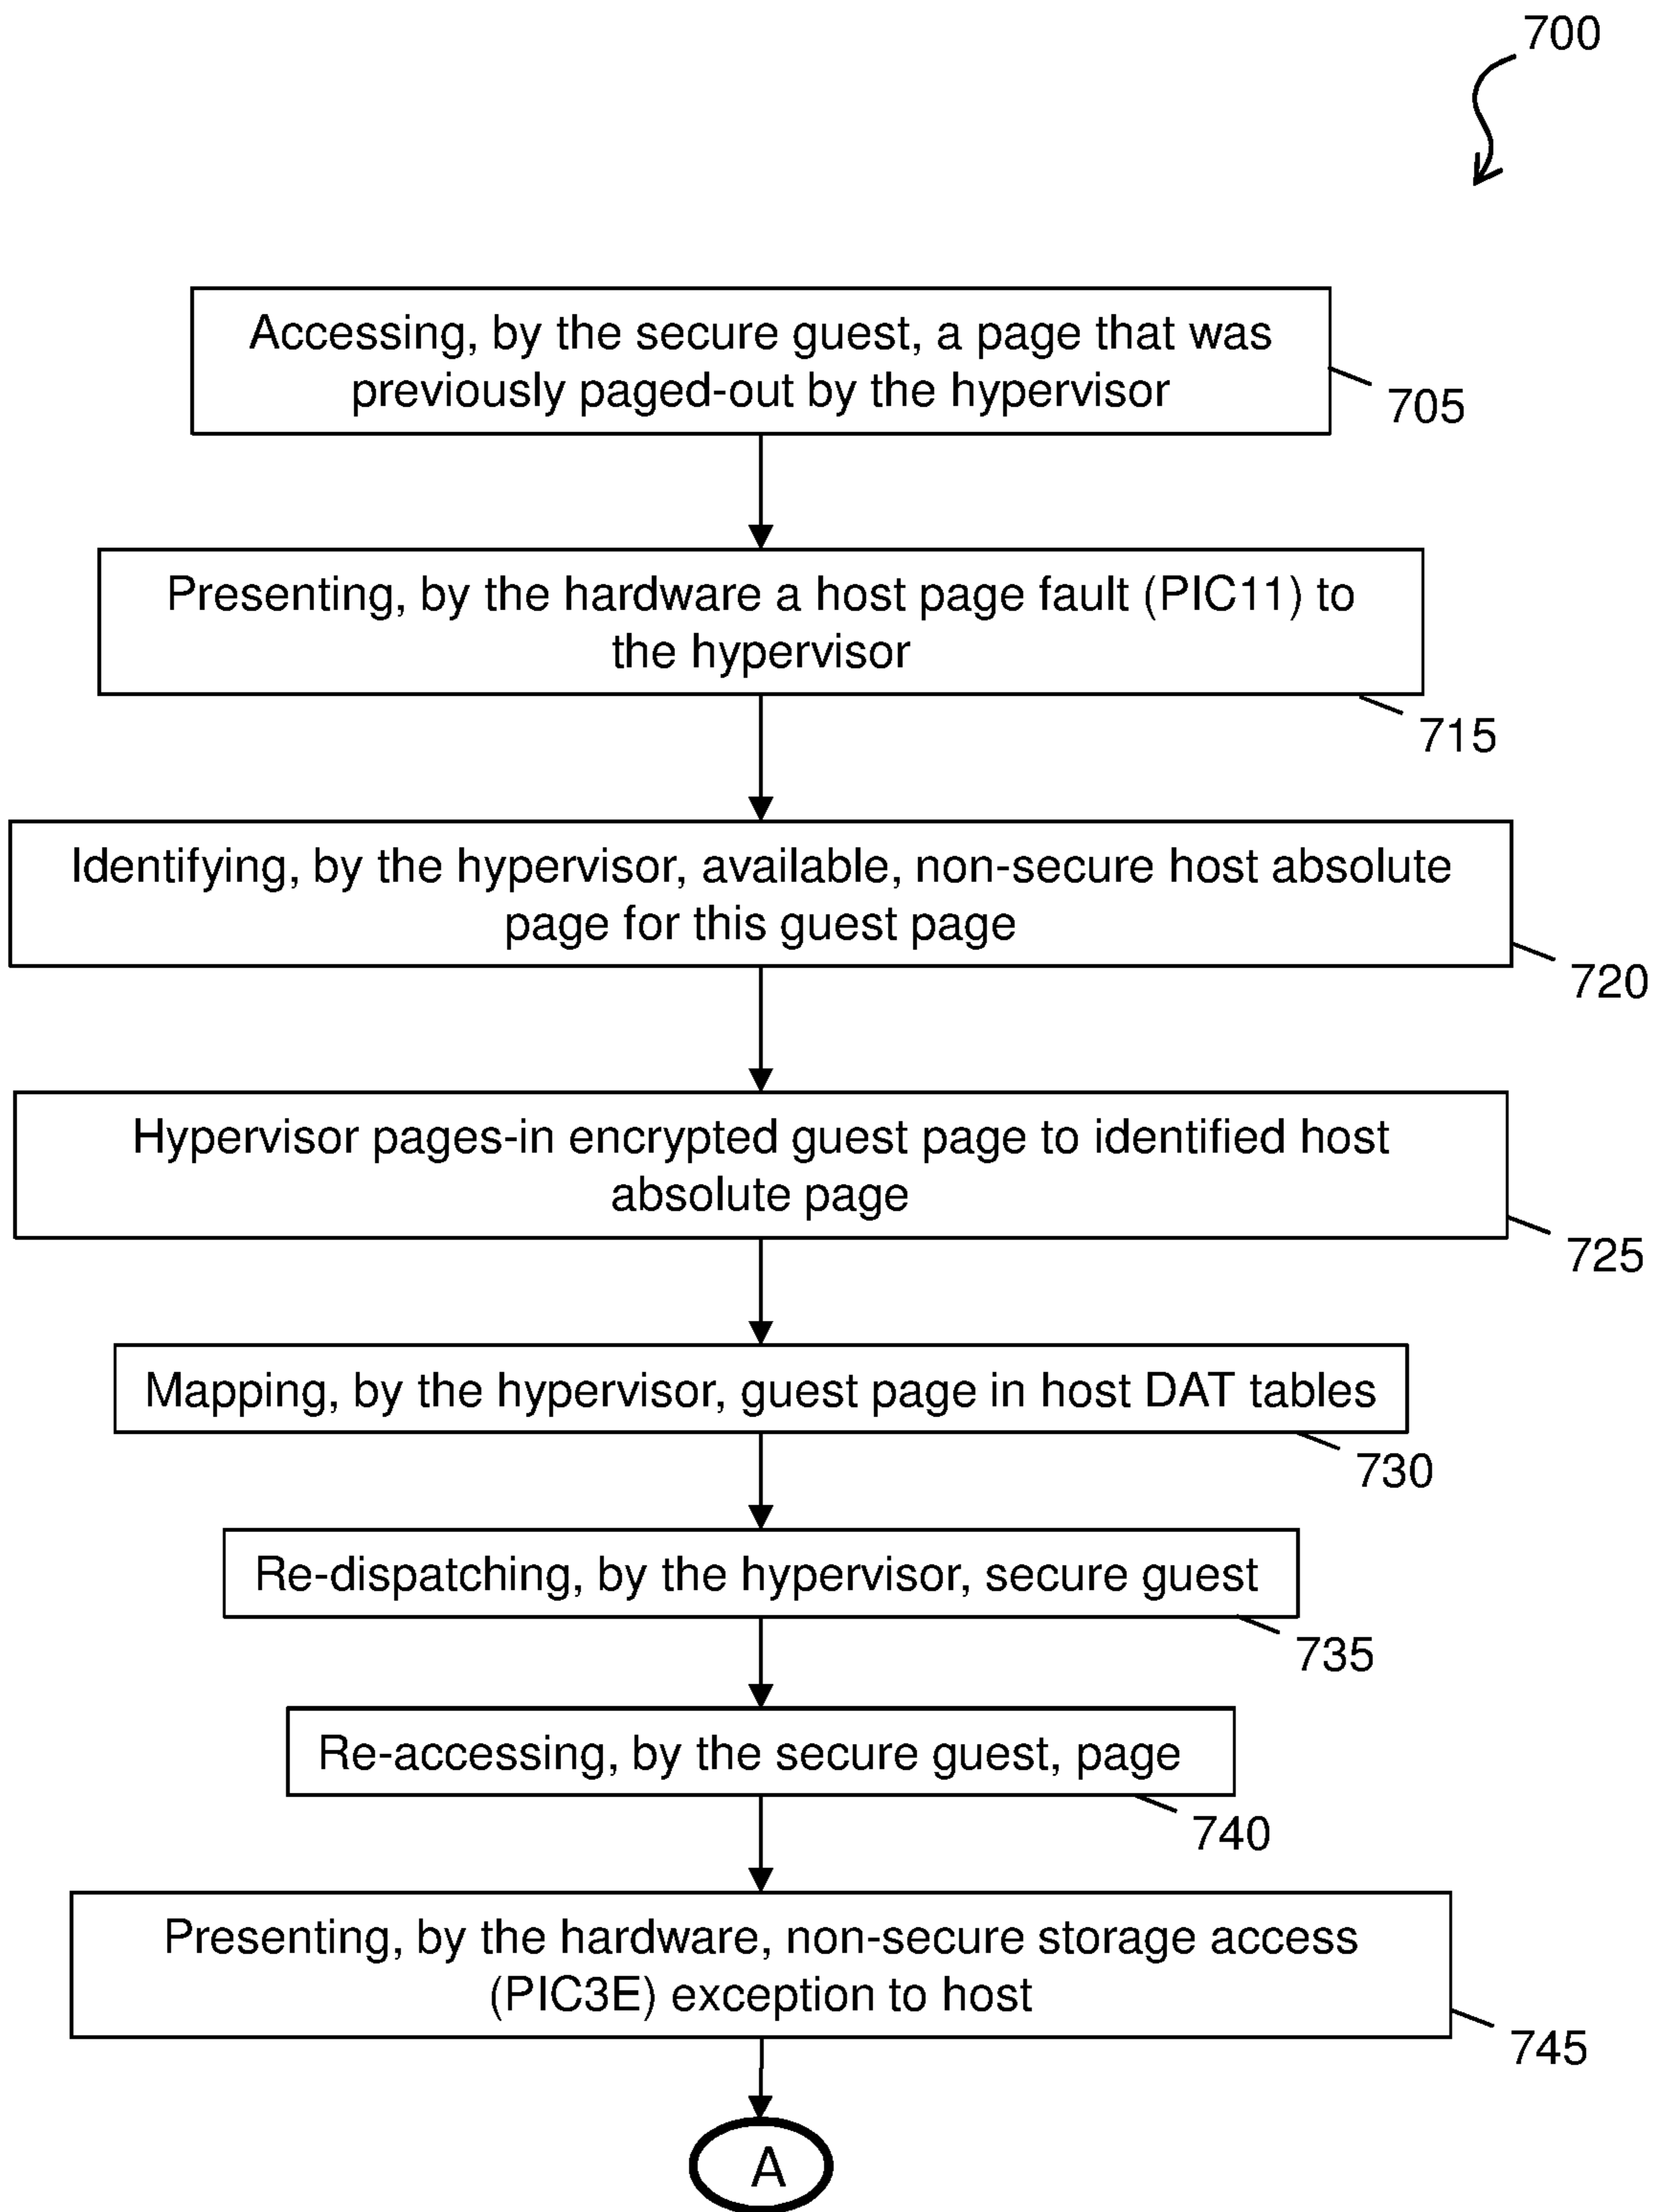 700
Accessing, by the secure guest, a page that was
previously paged-out by the hypervisor
705
Presenting, by the hardware a host page fault (PIC11) to
the hypervisor
715
Identifying, by the hypervisor, available, non-secure host absolute
page for this guest page
720
Hypervisor pages-in encrypted guest page to identified host
absolute page
725
Mapping, by the hypervisor, guest page in host DAT tables
730
Re-dispatching, by the hypervisor, secure guest
735
Re-accessing, by the secure guest, page
740
Presenting, by the hardware, non-secure storage access
(PIC3E) exception to host
745
A